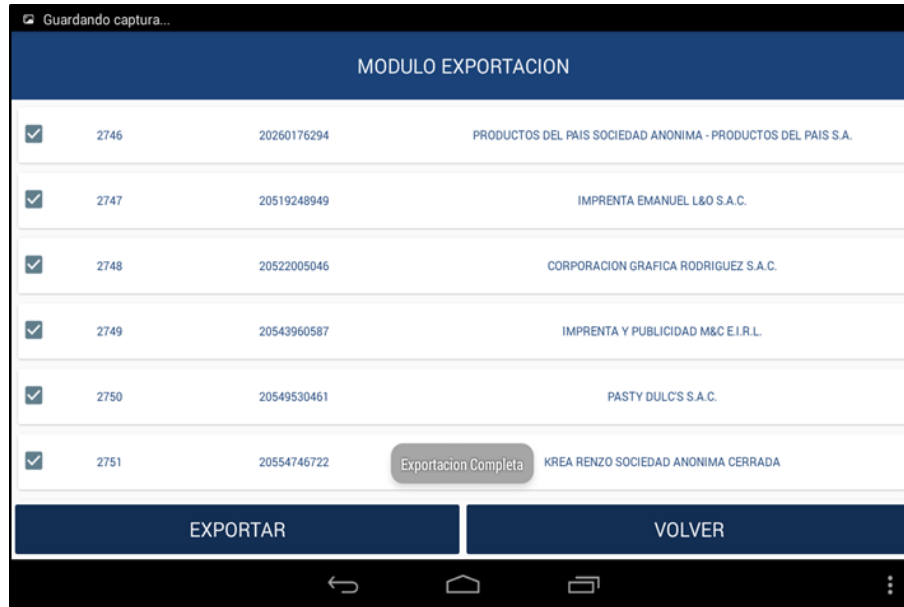 Guardando captura...
MODULO EXPORTACION
2746 20260176294 PRODUCTOS DEL PAIS SOCIEDAD ANONIMA - PRODUCTOS DEL PAIS S.A.
2747 20519248949 IMPRENTA EMANUEL L&O S.A.C.
2748 20522005046 CORPORACION GRAFICA RODRIGUEZ S.A.C.
2749 20543960587 IMPRENTA Y PUBLICIDAD M&C E.I.R.L.
2750 20549530461 PASTY DULC'S S.A.C.
2751 20554746722 Exportacion Completa KREA RENZO SOCIEDAD ANONIMA CERRADA
EXPORTAR VOLVER